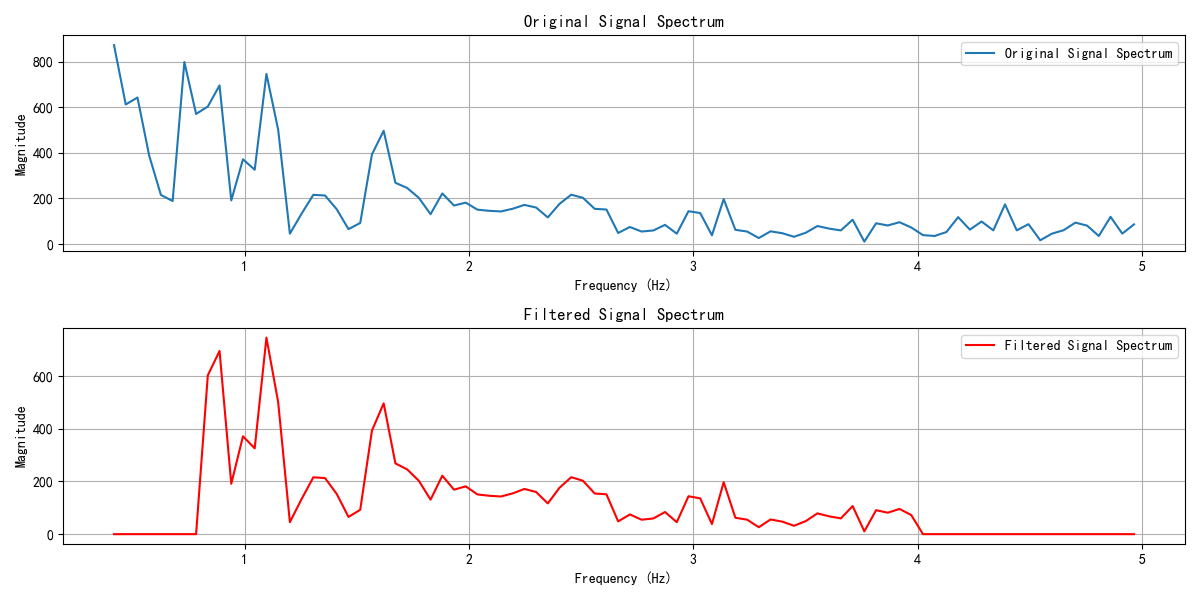 Original Signal Spectrum
Original Signal Spectrum
Magnitude
800
600
400
200
0
1
2
3
4
5
Frequency (Hz)
Filtered Signal Spectrum
Filtered Signal Spectrum
Magnitude
600
400
200
0
1
2
3
4
5
Frequency (Hz)